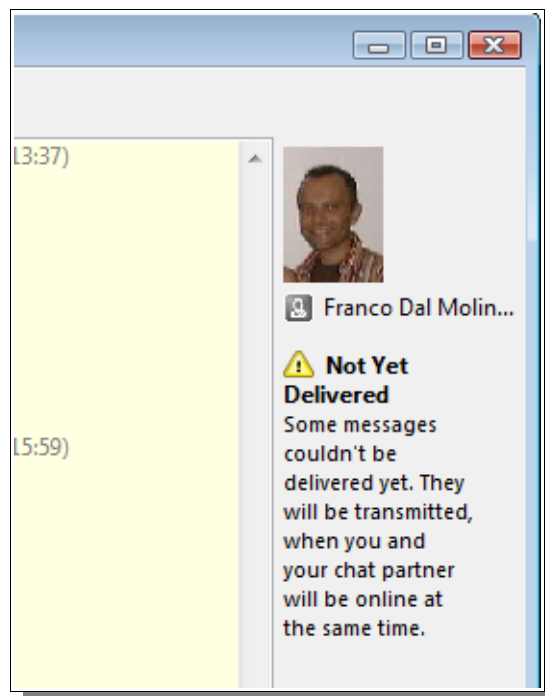 13:37)
Franco Dal Molin...
Not Yet
Delivered
Some messages
couldn't be
delivered yet. They
will be transmitted,
when you and
your chat partner
will be online at
the same time.
15:59)